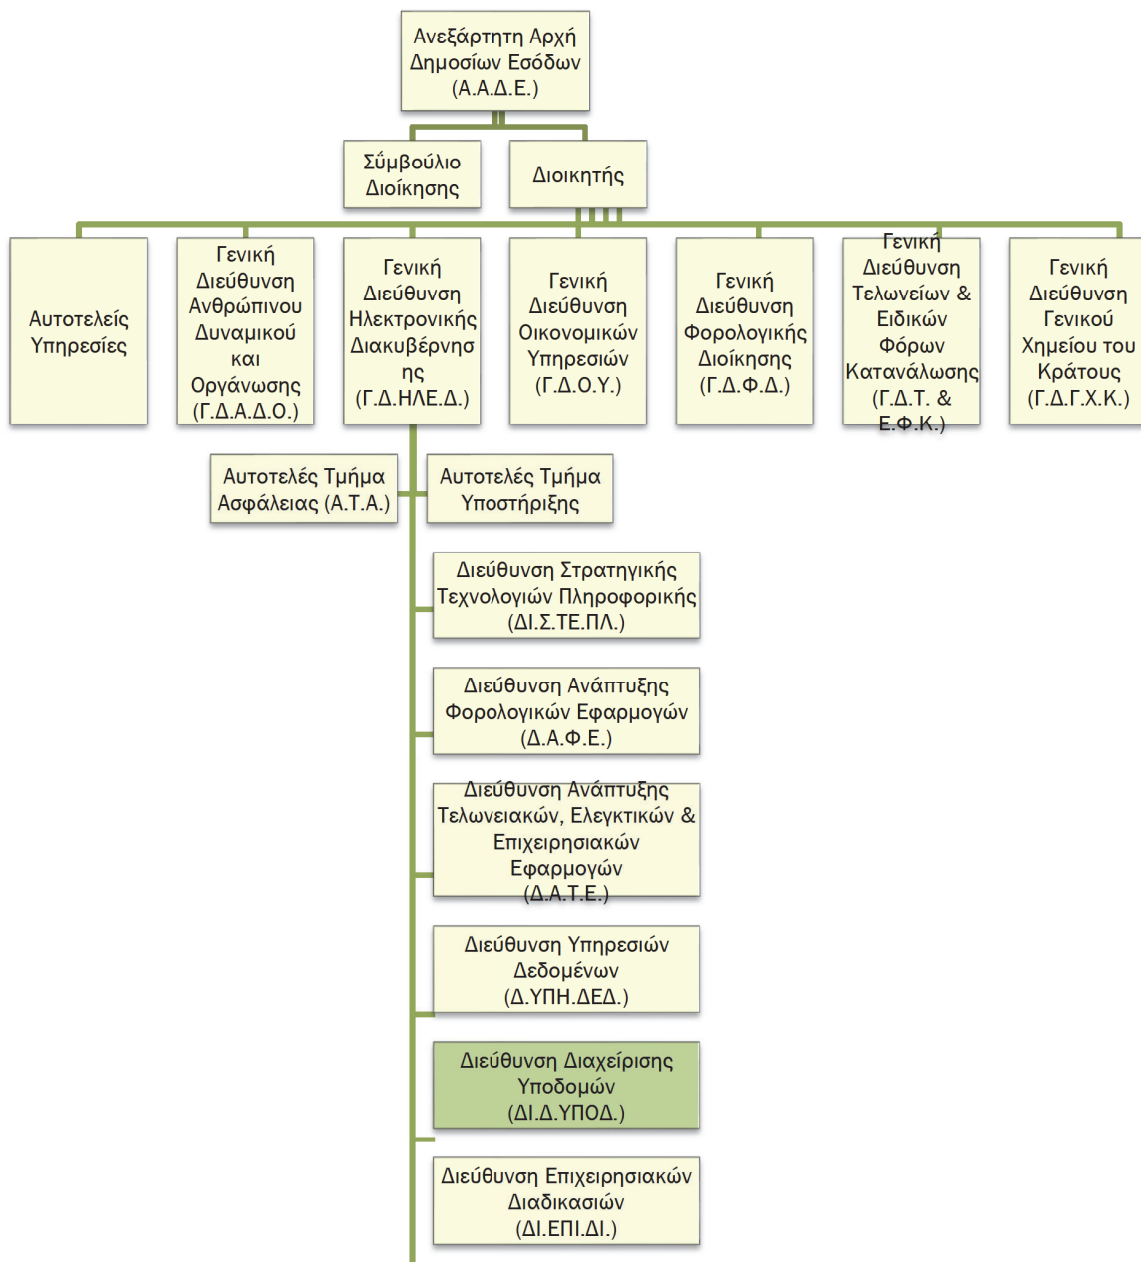 Ανεξάρτητη Αρχή
Δημοσίων Εσόδων
(Α.Α.Δ.Ε.)
Σΰμβούλιο
Διοίκησης
Διοικητής
Αυτοτελείς
Υπηρεσίες
Γενική
Διεύθυνση
Ανθρώπινου
Δυναμικού
και
Οργάνωσης
(Γ.Δ.Α.Δ.Ο.)
Γενική
Διεύθυνση
Ηλεκτρονικής
Διακυβέρνησ
ης
(Γ.Δ.ΗΛΕ.Δ.)
Γενική
Διεύθυνση
Οικονομικών
Υπηρεσιών
(Γ.Δ.Ο.Υ.)
Γενική
Διεύθυνση
Φορολογικής
Διοίκησης
(Γ.Δ.Φ.Δ.)
Γενική
Διεύθυνση
Τελωνείων &
Ειδικών
Φόρων
Κατανάλωσης
(Γ.Δ.Τ. &
Ε.Φ.Κ.)
Γενική
Διεύθυνση
Γενικού
Χημείου του
Κράτους
(Γ.Δ.Γ.Χ.Κ.)
Αυτοτελές Τμήμα
Ασφάλειας (Α.Τ.Α.)
Αυτοτελές Τμήμα
Υποστήριξης
Διεύθυνση Στρατηγικής
Τεχνολογιών Πληροφορικής
(ΔΙ.Σ.ΤΕ.ΠΛ.)
Διεύθυνση Ανάπτυξης
Φορολογικών Εφαρμογών
(Δ.Α.Φ.Ε.)
Διεύθυνση Ανάπτυξης
Τελωνειακών, Ελεγκτικών &
Επιχειρησιακών
Εφαρμογών
(Δ.Α.Τ.Ε.)
Διεύθυνση Υπηρεσιών
Δεδομένων
(Δ.ΥΠΗ.ΔΕΔ.)
Διεύθυνση Διαχείρισης
Υποδομών
(ΔΙ.Δ.ΥΠΟΔ.)
Διεύθυνση Επιχειρησιακών
Διαδικασιών
(ΔΙ.ΕΠΙ.ΔΙ.)